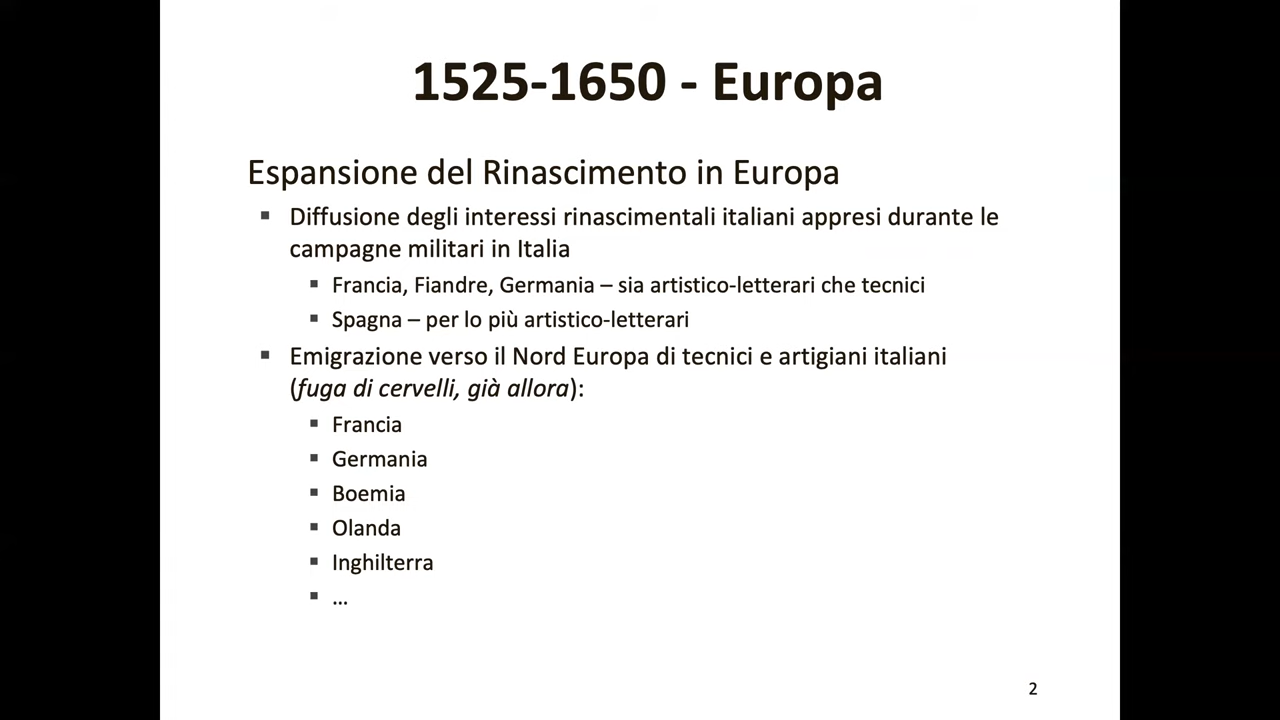 1525-1650 - Europa
Espansione del Rinascimento in Europa
▪ Diffusione degli interessi rinascimentali italiani appresi durante le
campagne militari in Italia
▪ Francia, Fiandre, Germania – sia artistico-letterari che tecnici
▪ Spagna – per lo più artistico-letterari
▪ Emigrazione verso il Nord Europa di tecnici e artigiani italiani
(fuga di cervelli, già allora):
▪ Francia
▪ Germania
▪ Boemia
▪ Olanda
▪ Inghilterra
▪ …
2